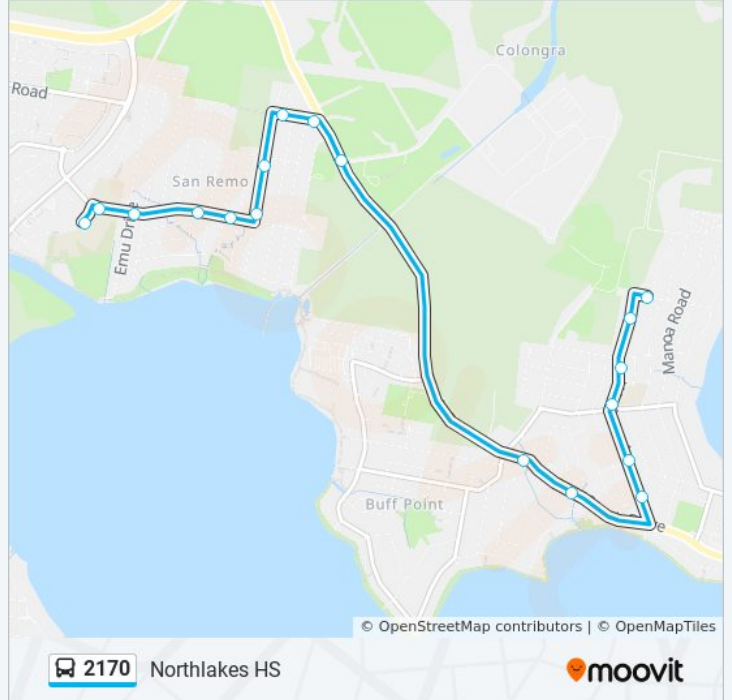 Colongra
Road
San Remo
Emu Drive
Manoa Road
Buff Point
© OpenStreetMap contributors | © OpenMapTiles
2170 Northlakes HS
moovit